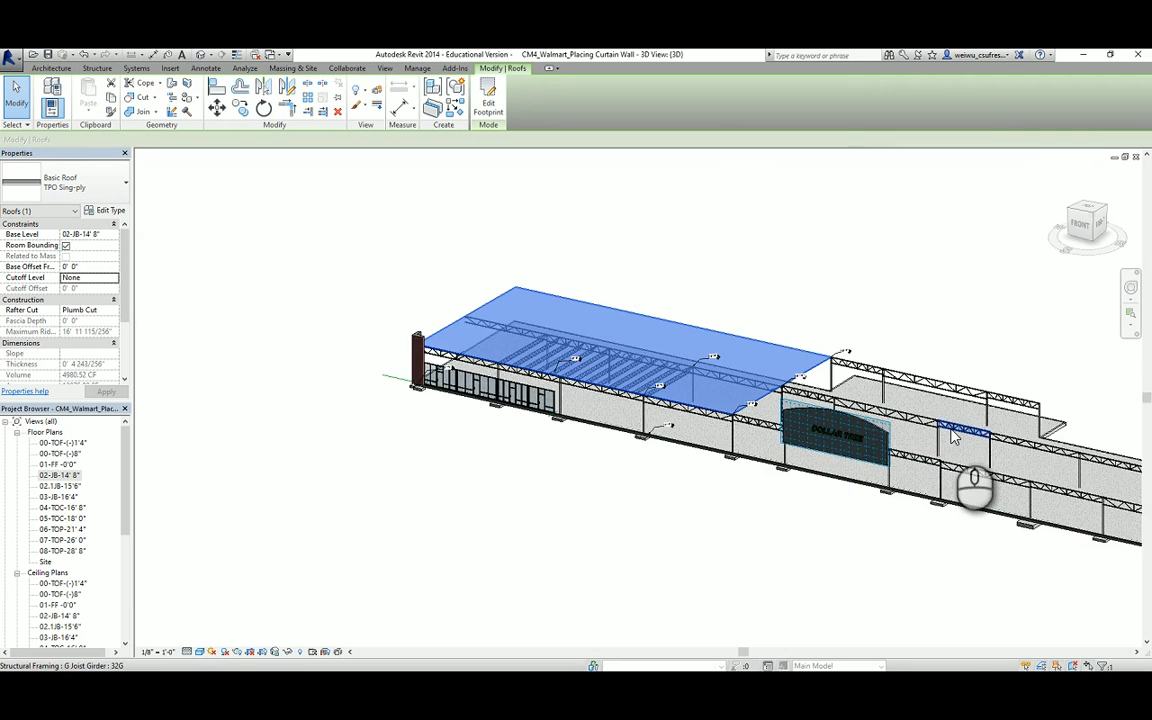 Autodesk Revit 2014 - Educational Version - CM4_Walmart_Placing Curtain Wall - 3D View: {3D}
Type a keyword or phrase
weiwu_csufres...
Architecture Structure Systems Insert Annotate Analyze Massing & Site Collaborate View Manage Add-Ins Modify | Roofs
Modify
Paste
Cope
Cut
Join
Edit Footprint
Select Properties Clipboard Geometry Modify View Measure Create Mode
Modify | Roofs
Properties
Basic Roof
TPO Sing-ply
Roofs (1) Edit Type
Constraints
Base Level 02-JB-14' 8"
Room Bounding
Related to Mass
Base Offset Fr... 0' 0"
Cutoff Level None
Cutoff Offset 0' 0"
Construction
Rafter Cut Plumb Cut
Fascia Depth 0' 0"
Maximum Rid... 16' 11 115/256"
Dimensions
Slope
Thickness 0' 4 243/256"
Volume 4980.52 CF
Properties help Apply
Project Browser - CM4_Walmart_Plac...
Views (all)
Floor Plans
00-TOF-(-)1'4"
00-TOF-(-)8"
01-FF -0'0"
02-JB-14' 8"
02.1JB-15'6"
03-JB-16'4"
04-TOC-16' 8"
05-TOC-18' 0"
06-TOP-21' 4"
07-TOP-26' 0"
08-TOP-28' 8"
Site
Ceiling Plans
00-TOF-(-)1'4"
00-TOF-(-)8"
01-FF -0'0"
02-JB-14' 8"
02.1JB-15'6"
03-JB-16'4"
FRONT
DOLLAR TREE
1/8" = 1'-0"
Structural Framing : G Joist Girder : 32G
:0
Main Model
:1